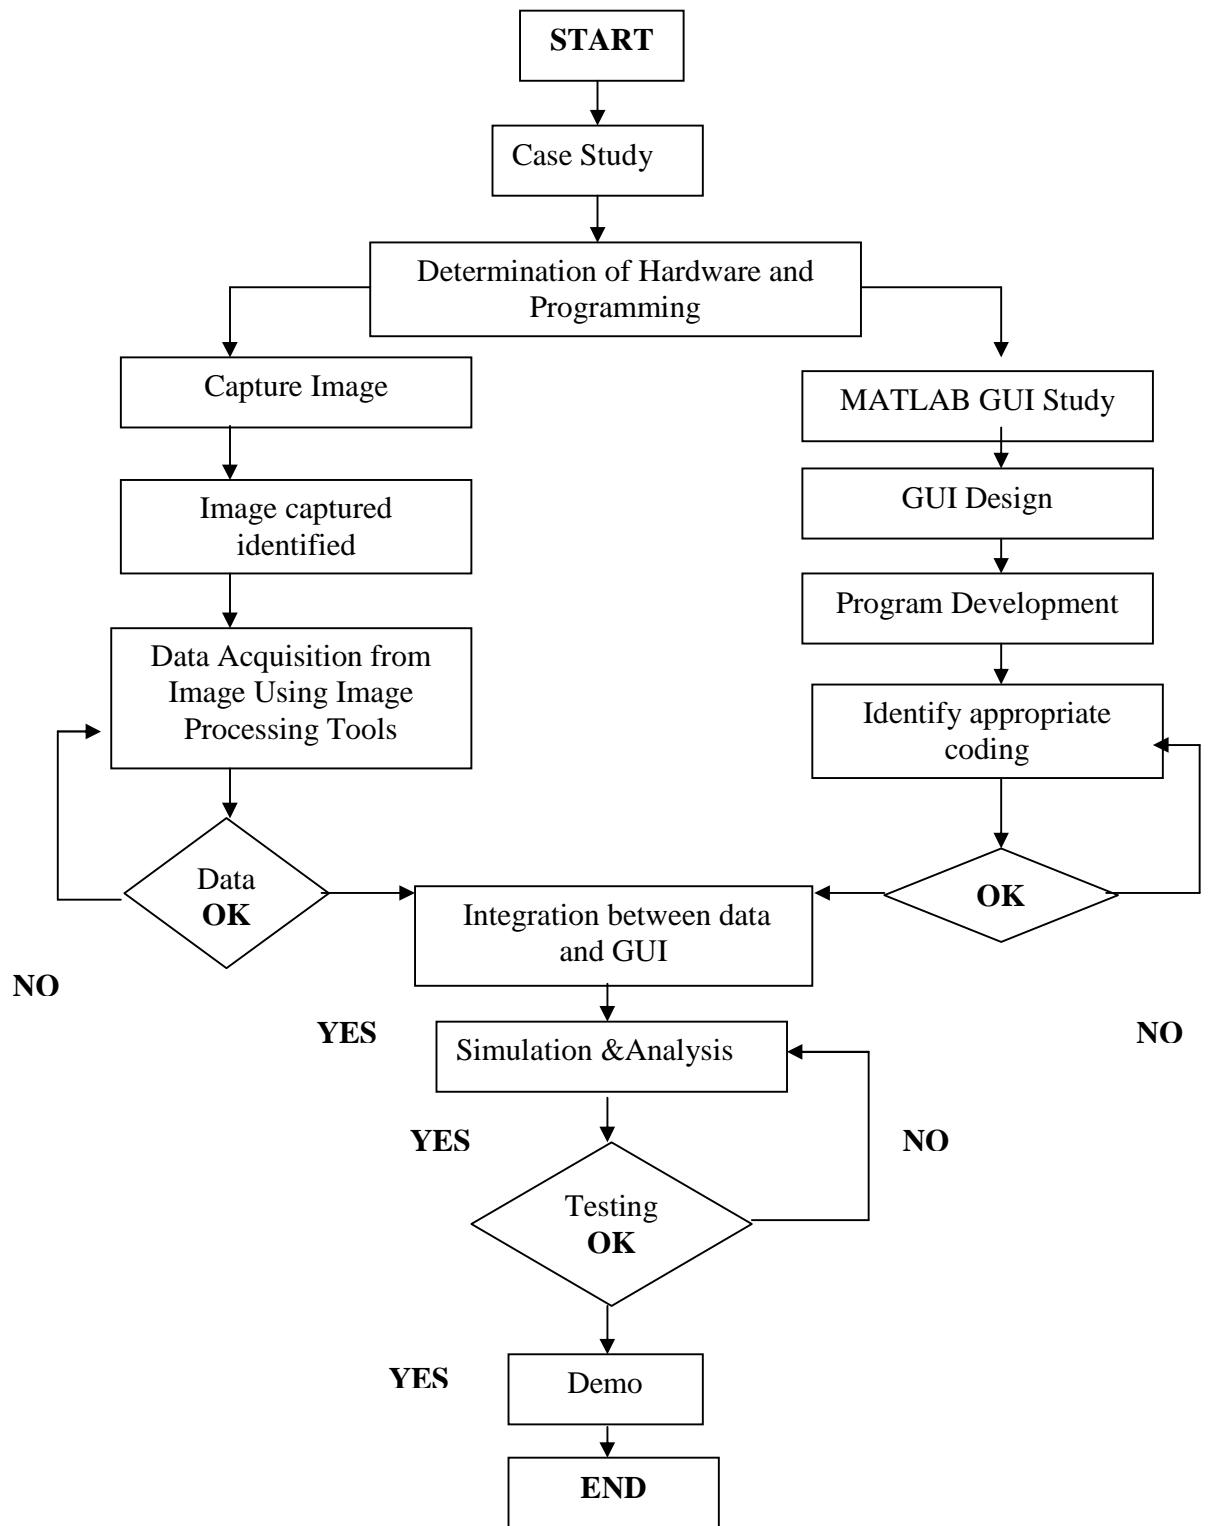 START
Case Study
Determination of Hardware and
Programming
Capture Image
MATLAB GUI Study
Image captured
identified
GUI Design
Program Development
Data Acquisition from
Image Using Image
Processing Tools
Identify appropriate
coding
Data
OK
Integration between data
and GUI
OK
NO
YES
Simulation &Analysis
NO
YES
NO
Testing
OK
YES
Demo
END